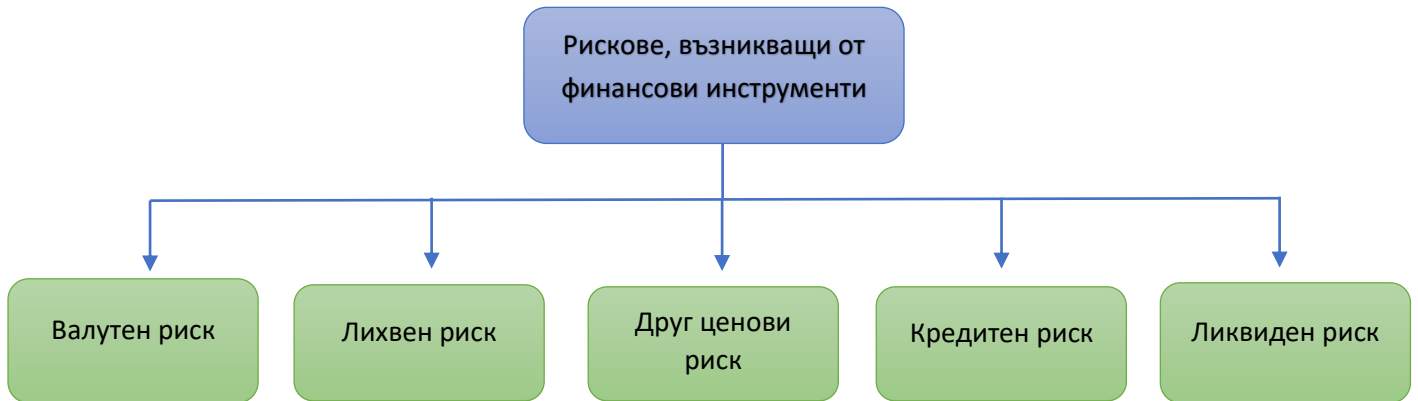 Рискове, възникващи от
финансови инструменти
Валутен риск
Лихвен риск
Друг ценови
риск
Кредитен риск
Ликвиден риск